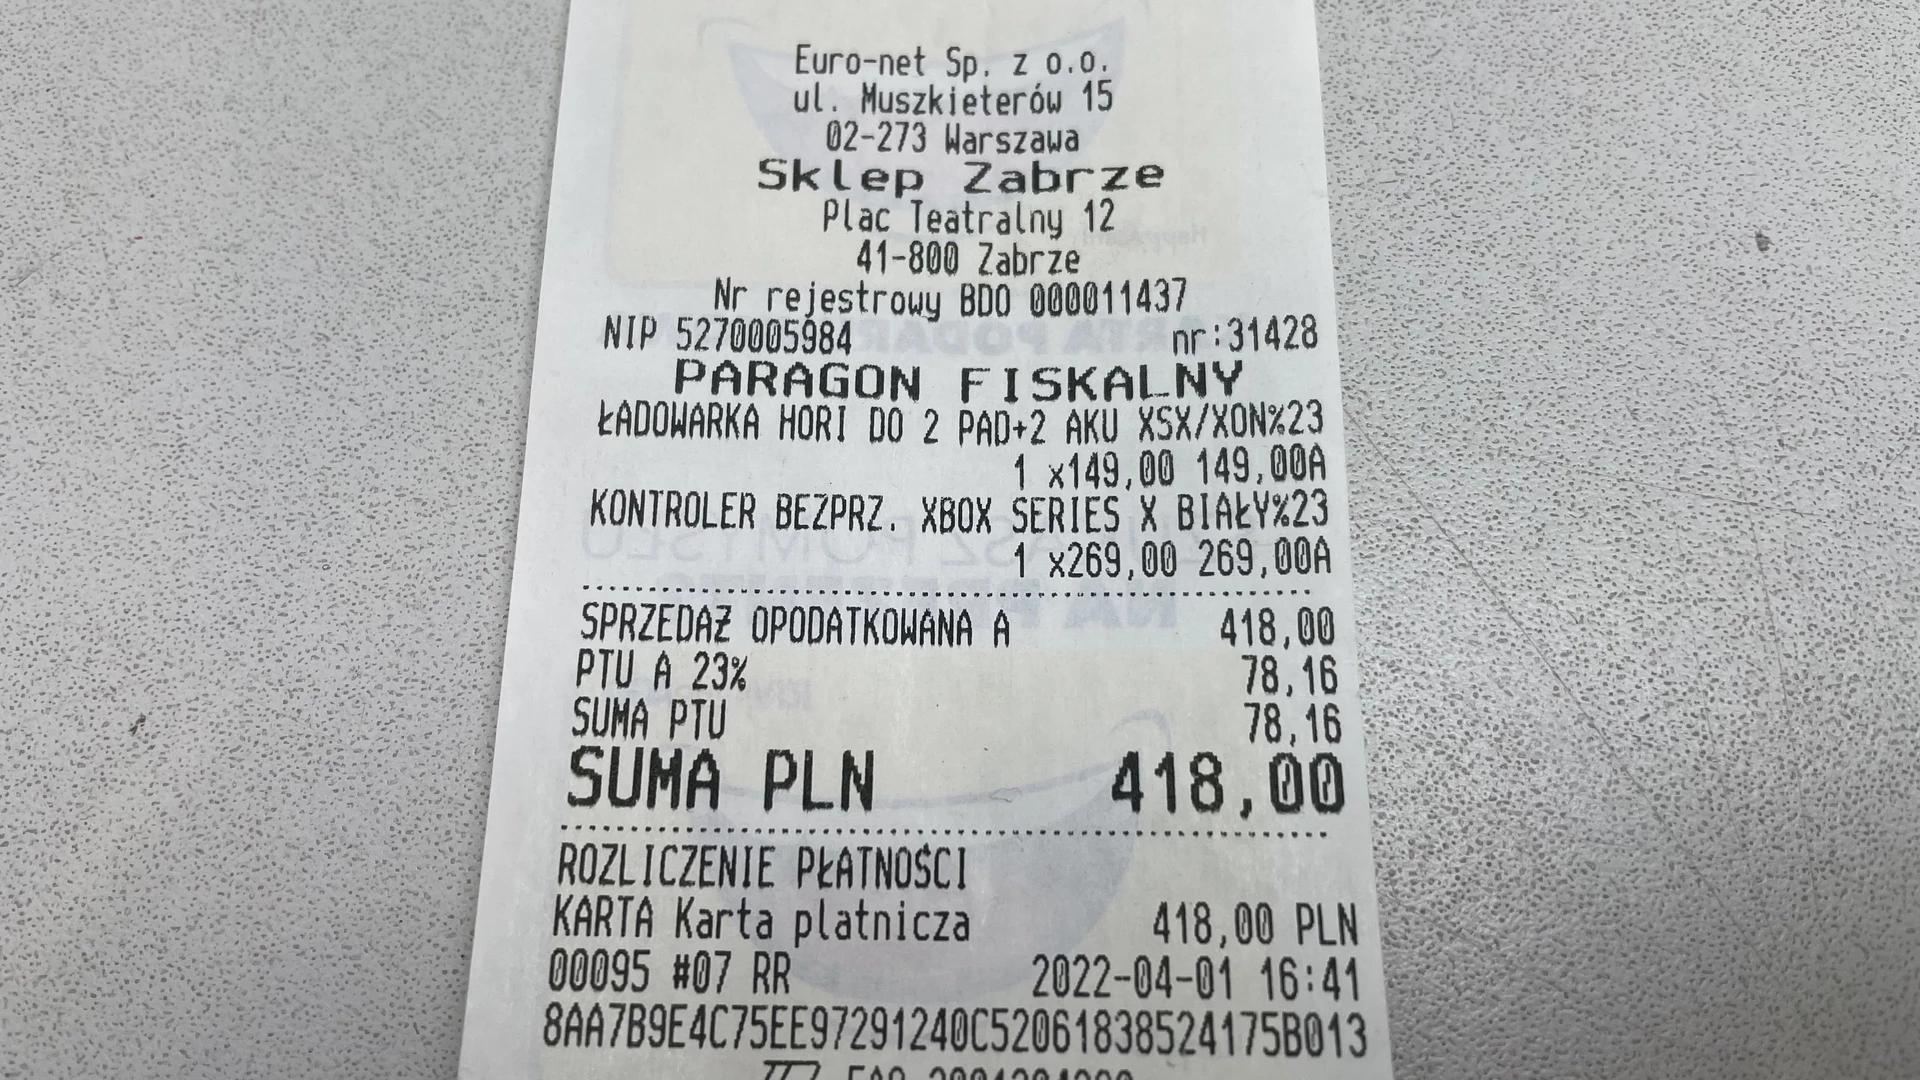 Euro-net Sp. z o.o.
ul. Muszkieterów 15
02-273 Warszawa
Sklep Zabrze
Plac Teatralny 12
41-800 Zabrze
Nr rejestrowy BDO 000011437
NIP 5270005984 nr:31428
PARAGON FISKALNY
ŁADOWARKA HORI DO 2 PAD+2 AKU XSX/XON%23
1 x149,00 149,00A
KONTROLER BEZPRZ. XBOX SERIES X BIAŁY%23
1 x269,00 269,00A
SPRZEDAŻ OPODATKOWANA A 418,00
PTU A 23% 78,16
SUMA PTU 78,16
SUMA PLN 418,00
ROZLICZENIE PŁATNOŚCI
KARTA Karta platnicza 418,00 PLN
00095 #07 RR 2022-04-01 16:41
8AA7B9E4C75EE97291240C52061838524175B013